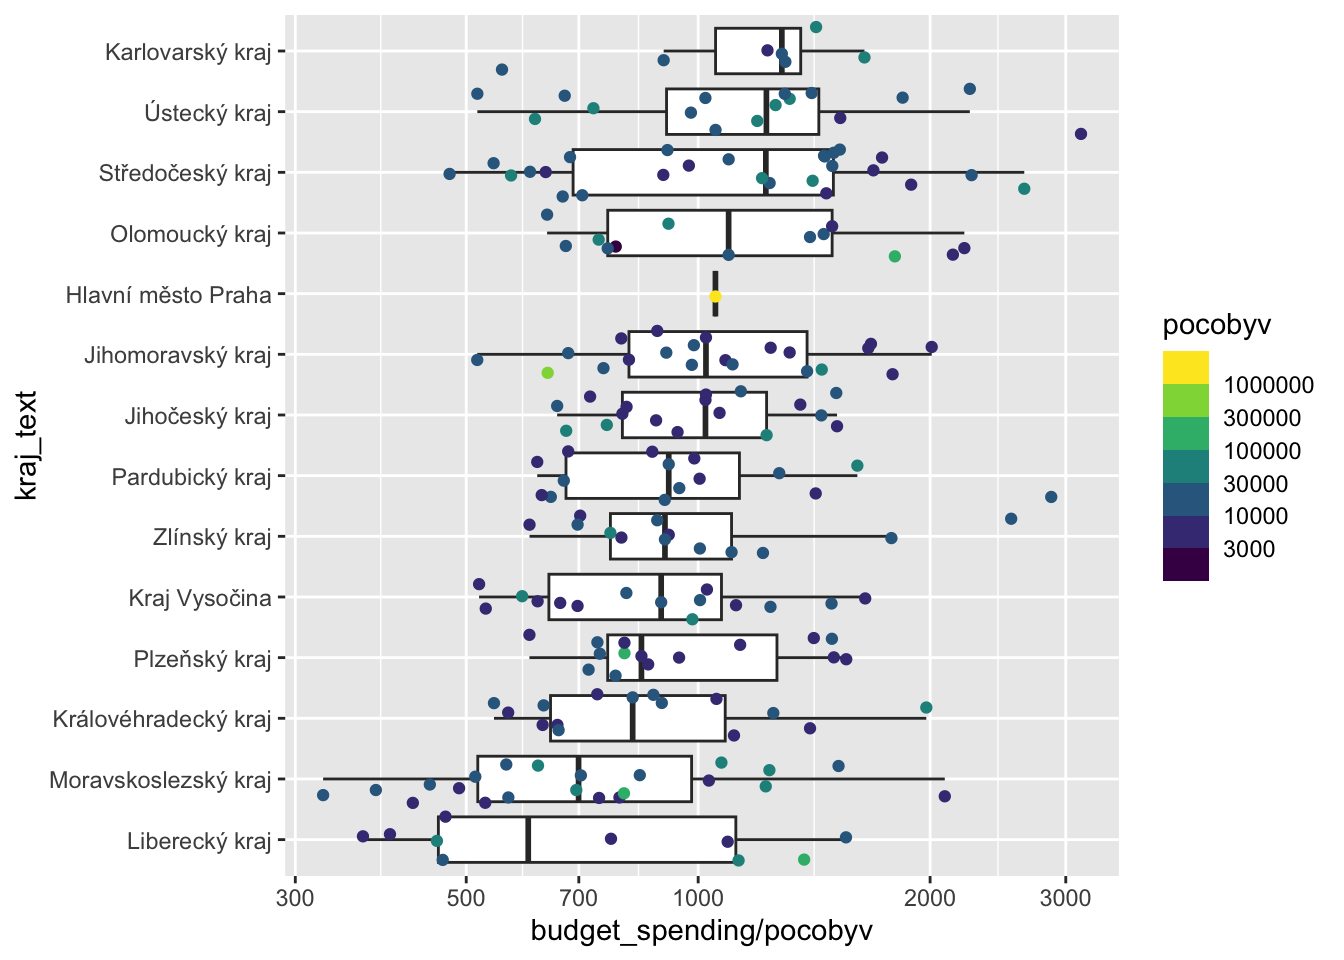 kraj_text
Karlovarský kraj
Ústecký kraj
Středočeský kraj
Olomoucký kraj
Hlavní město Praha
Jihomoravský kraj
Jihočeský kraj
Pardubický kraj
Zlínský kraj
Kraj Vysočina
Plzeňský kraj
Královéhradecký kraj
Moravskoslezský kraj
Liberecký kraj
300 500 700 1000 2000 3000
budget_spending/pocobyv
pocobyv
1000000
300000
100000
30000
10000
3000